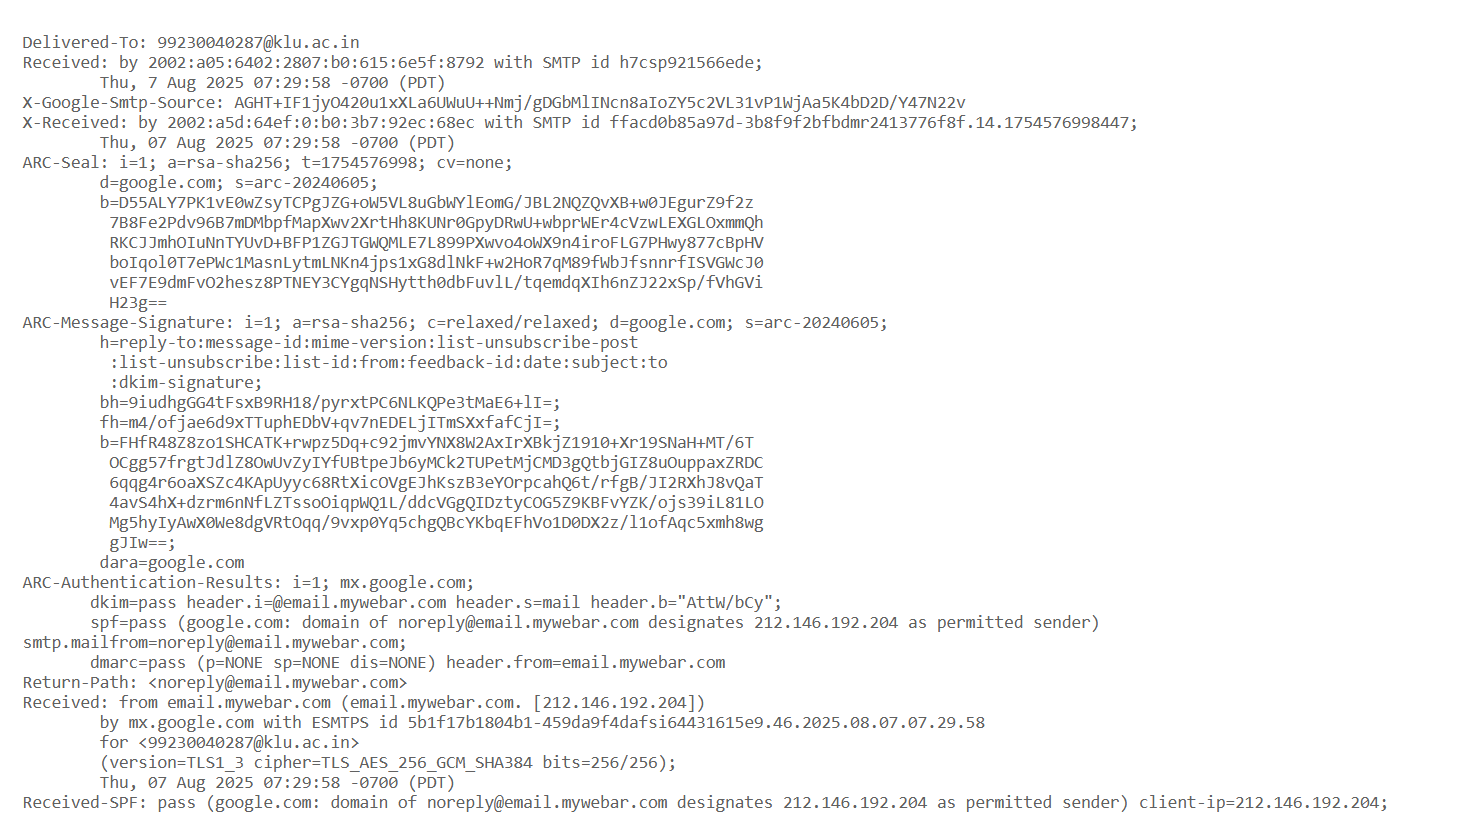 Delivered-To: 99230040287@klu.ac.in
Received: by 2002:a05:6402:2807:b0:615:6e5f:8792 with SMTP id h7csp921566ede;
Thu, 7 Aug 2025 07:29:58 -0700 (PDT)
X-Google-Smtp-Source: AGHT+IF1jyO420u1xXLa6UWuU++Nmj/gDGbMlINcn8aIoZY5c2VL31vP1WjAa5K4bD2D/Y47N22v
X-Received: by 2002:a5d:64ef:0:b0:3b7:92ec:68ec with SMTP id ffacd0b85a97d-3b8f9f2bfbdmr2413776f8f.14.1754576998447;
Thu, 07 Aug 2025 07:29:58 -0700 (PDT)
ARC-Seal: i=1; a=rsa-sha256; t=1754576998; cv=none;
d=google.com; s=arc-20240605;
b=D55ALY7PK1vE0wZsyTCPgJZG+oW5VL8uGbWYlEomG/JBL2NQZQvXB+w0JEgurZ9f2z
7B8Fe2Pdv96B7mDMbpfMapXwv2XrtHh8KUNr0GpyDRwU+wbprWEr4cVzwLEXGLOxmmQh
RKCJJmhOIuNnTYUvD+BFP1ZGJTGWQMLE7L899PXwvo4oWX9n4iroFLG7PHwy877cBpHV
boIqol0T7ePWc1MasnLytmLNKn4jps1xG8dlNkF+w2HoR7qM89fWbJfsnnrfISVGWcJ0
vEF7E9dmFvO2hesz8PTNEY3CYgqNSHytth0dbFuvlL/tqemdqXIh6nZJ22xSp/fVhGVi
H23g==
ARC-Message-Signature: i=1; a=rsa-sha256; c=relaxed/relaxed; d=google.com; s=arc-20240605;
h=reply-to:message-id:mime-version:list-unsubscribe-post
:list-unsubscribe:list-id:from:feedback-id:date:subject:to
:dkim-signature;
bh=9iudhgGG4tFsxB9RH18/pyrxtPC6NLKQPe3tMaE6+lI=;
fh=m4/ofjae6d9xTTuphEDbV+qv7nEDELjITmSXxfafCjI=;
b=FHfR48Z8zo1SHCATK+rwpz5Dq+c92jmvYNX8W2AxIrXBkjZ1910+Xr19SNaH+MT/6T
OCgg57frgtJdlZ8OwUvZyIYfUBtpeJb6yMCk2TUPetMjCMD3gQtbjGIZ8uOuppaxZRDC
6qqg4r6oaXSZc4KApUyyc68RtXicOVgEJhKszB3eYOrpcahQ6t/rfgB/JI2RXhJ8vQaT
4avS4hX+dzrm6nNfLZTssoOiqpWQ1L/ddcVGgQIDztyCOG5Z9KBFvYZK/ojs39iL81LO
Mg5hyIyAwX0We8dgVRtOqq/9vxp0Yq5chgQBcYKbqEFhVo1D0DX2z/l1ofAqc5xmh8wg
gJIw==;
dara=google.com
ARC-Authentication-Results: i=1; mx.google.com;
dkim=pass header.i=@email.mywebar.com header.s=mail header.b="AttW/bCy";
spf=pass (google.com: domain of noreply@email.mywebar.com designates 212.146.192.204 as permitted sender)
smtp.mailfrom=noreply@email.mywebar.com;
dmarc=pass (p=NONE sp=NONE dis=NONE) header.from=email.mywebar.com
Return-Path: <noreply@email.mywebar.com>
Received: from email.mywebar.com (email.mywebar.com. [212.146.192.204])
by mx.google.com with ESMTPS id 5b1f17b1804b1-459da9f4dafsi64431615e9.46.2025.08.07.07.29.58
for <99230040287@klu.ac.in>
(version=TLS1_3 cipher=TLS_AES_256_GCM_SHA384 bits=256/256);
Thu, 07 Aug 2025 07:29:58 -0700 (PDT)
Received-SPF: pass (google.com: domain of noreply@email.mywebar.com designates 212.146.192.204 as permitted sender) client-ip=212.146.192.204;